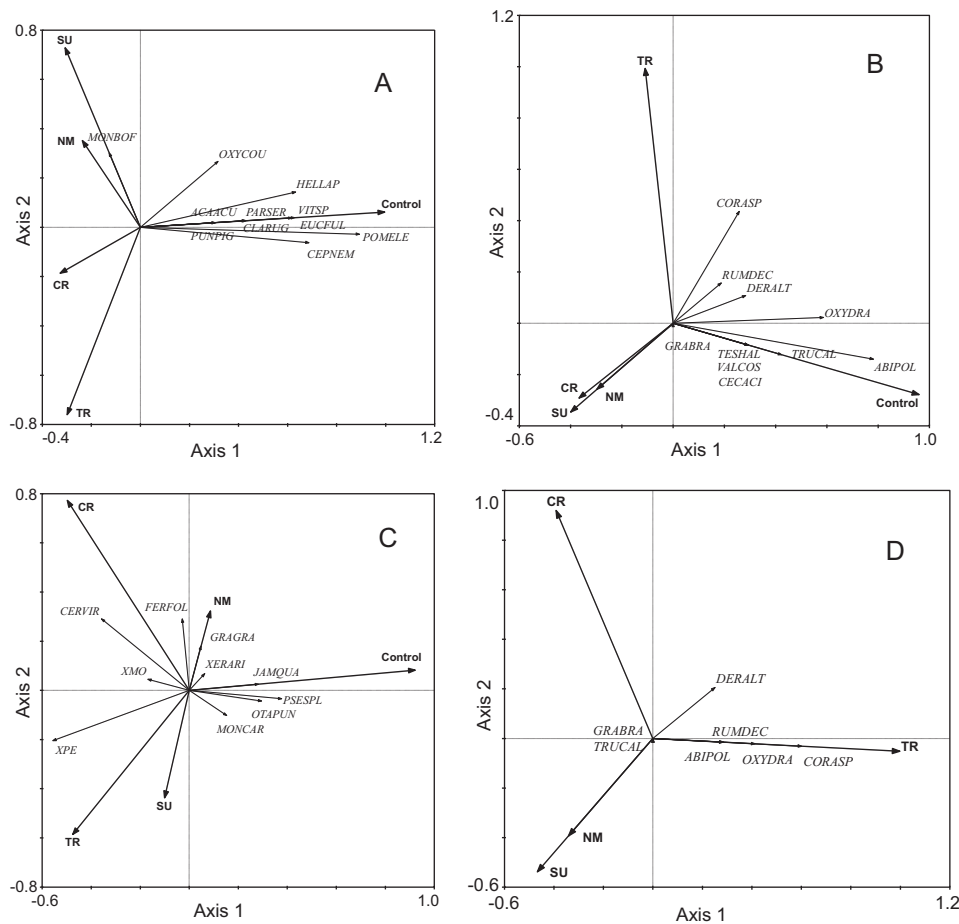 0.8
SU
A
NM
MONBOF
OXYCOU
HELLAP
Control
ACAACU
PARSER
VITSP
PUNPIG
CLARUG
EUCFUL
POMELE
CEPNEM
CR
TR
Axis 2
-0.8
-0.4
Axis 1
1.2
1.2
B
TR
CORASP
RUMDEC
DERALT
OXYDRA
GRABRA
TESHAL
TRUCAL
VALCOS
ABIPOL
CECACI
CR
NM
SU
Control
Axis 2
-0.4
-0.6
Axis 1
1.0
0.8
CR
C
CERVIR
FERFOL
NM
GRAGRA
Control
XMO
XERARI
JAMQUA
PSESPL
OTAPUN
MONCAR
XPE
SU
TR
Axis 2
-0.8
-0.6
Axis 1
1.0
1.0
CR
D
DERALT
GRABRA
RUMDEC
TRUCAL
ABIPOL
OXYDRA
CORASP
TR
NM
SU
Axis 2
-0.6
-0.6
Axis 1
1.2